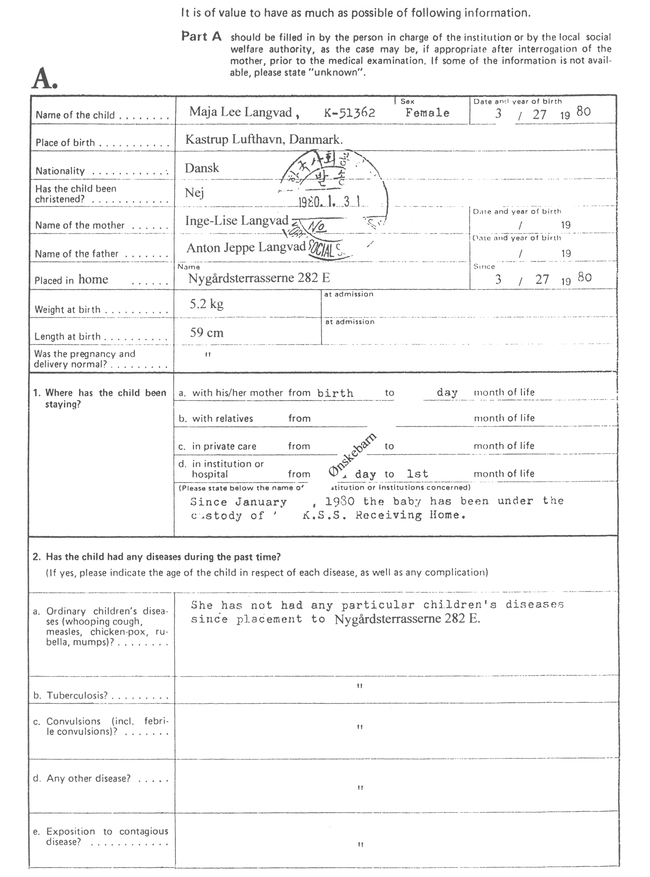 It is of value to have as much as possible of following information.
Part A should be filled in by the person in charge of the institution or by the local social
welfare authority, as the case may be, if appropriate after interrogation of the
mother, prior to the medical examination. If some of the information is not avail-
able, please state "unknown".
A.
Name of the child ........ Maja Lee Langvad, K-51362 Sex Female Date and year of birth 3 / 27 19 80
Place of birth ........... Kastrup Lufthavn, Danmark.
Nationality ............ Dansk
Has the child been
christened? ............ Nej
1980. 1. 3 1
Name of the mother ....... Inge-Lise Langvad No Date and year of birth / 19
Name of the father ........ Anton Jeppe Langvad SOCIAL S. Date and year of birth / 19
Placed in home ...... Name Nygårdsterrasserne 282 E Since 3 / 27 19 80
Weight at birth .......... 5.2 kg at admission
Length at birth .......... 59 cm at admission
Was the pregnancy and
delivery normal? ......... "
1. Where has the child been
staying?
a. with his/her mother from birth to day month of life
b. with relatives from month of life
c. in private care from to month of life
d. in institution or
hospital from Ønskebarn day to 1st month of life
(Please state below the name of stitution or Institutions concerned)
Since January , 1980 the baby has been under the
custody of ' K.S.S. Receiving Home.
2. Has the child had any diseases during the past time?
(If yes, please indicate the age of the child in respect of each disease, as well as any complication)
a. Ordinary children's disea-
ses (whooping cough,
measles, chicken-pox, ru-
bella, mumps)? ........
She has not had any particular children's diseases
since placement to Nygårdsterrasserne 282 E.
b. Tuberculosis? ......... "
c. Convulsions (incl. febri-
le convulsions)? ....... "
d. Any other disease? ..... "
e. Exposition to contagious
disease? ............ "